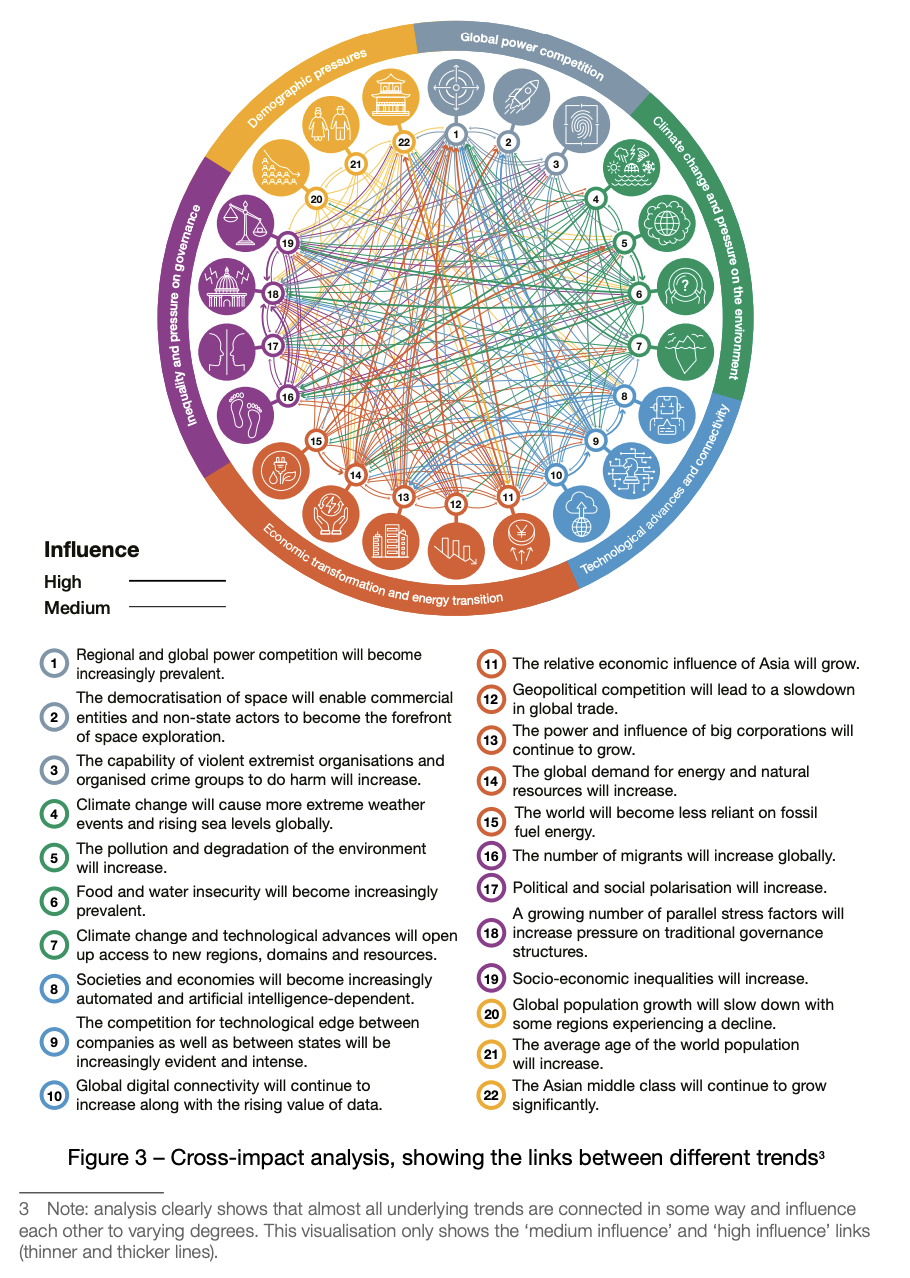 Demographic pressures
Global power competition
Climate change and pressure on the environment
Technological advances and connectivity
Economic transformation and energy transition
Inequality and pressure on governance
1
2
3
4
5
6
7
8
9
10
11
12
13
14
15
16
17
18
19
20
21
22
?
¥
Influence
High
Medium
1 Regional and global power competition will become
increasingly prevalent.
2 The democratisation of space will enable commercial
entities and non-state actors to become the forefront
of space exploration.
3 The capability of violent extremist organisations and
organised crime groups to do harm will increase.
4 Climate change will cause more extreme weather
events and rising sea levels globally.
5 The pollution and degradation of the environment
will increase.
6 Food and water insecurity will become increasingly
prevalent.
7 Climate change and technological advances will open
up access to new regions, domains and resources.
8 Societies and economies will become increasingly
automated and artificial intelligence-dependent.
9 The competition for technological edge between
companies as well as between states will be
increasingly evident and intense.
10 Global digital connectivity will continue to
increase along with the rising value of data.
11 The relative economic influence of Asia will grow.
12 Geopolitical competition will lead to a slowdown
in global trade.
13 The power and influence of big corporations will
continue to grow.
14 The global demand for energy and natural
resources will increase.
15 The world will become less reliant on fossil
fuel energy.
16 The number of migrants will increase globally.
17 Political and social polarisation will increase.
18 A growing number of parallel stress factors will
increase pressure on traditional governance
structures.
19 Socio-economic inequalities will increase.
20 Global population growth will slow down with
some regions experiencing a decline.
21 The average age of the world population
will increase.
22 The Asian middle class will continue to grow
significantly.
Figure 3 – Cross-impact analysis, showing the links between different trends³
3 Note: analysis clearly shows that almost all underlying trends are connected in some way and influence
each other to varying degrees. This visualisation only shows the ‘medium influence’ and ‘high influence’ links
(thinner and thicker lines).